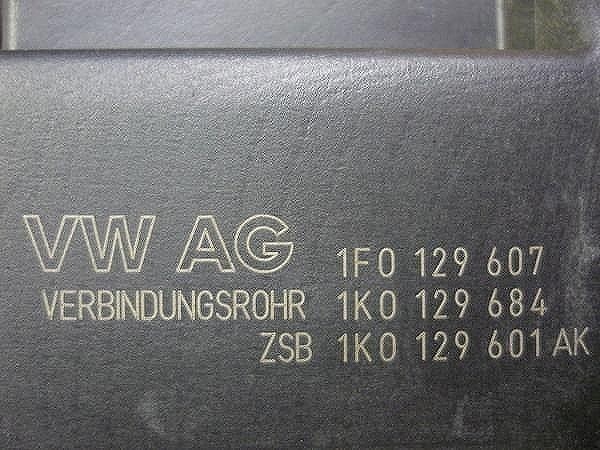 VW AG 1F0 129 607
VERBINDUNGSROHR 1K0 129 684
ZSB 1K0 129 601 AK